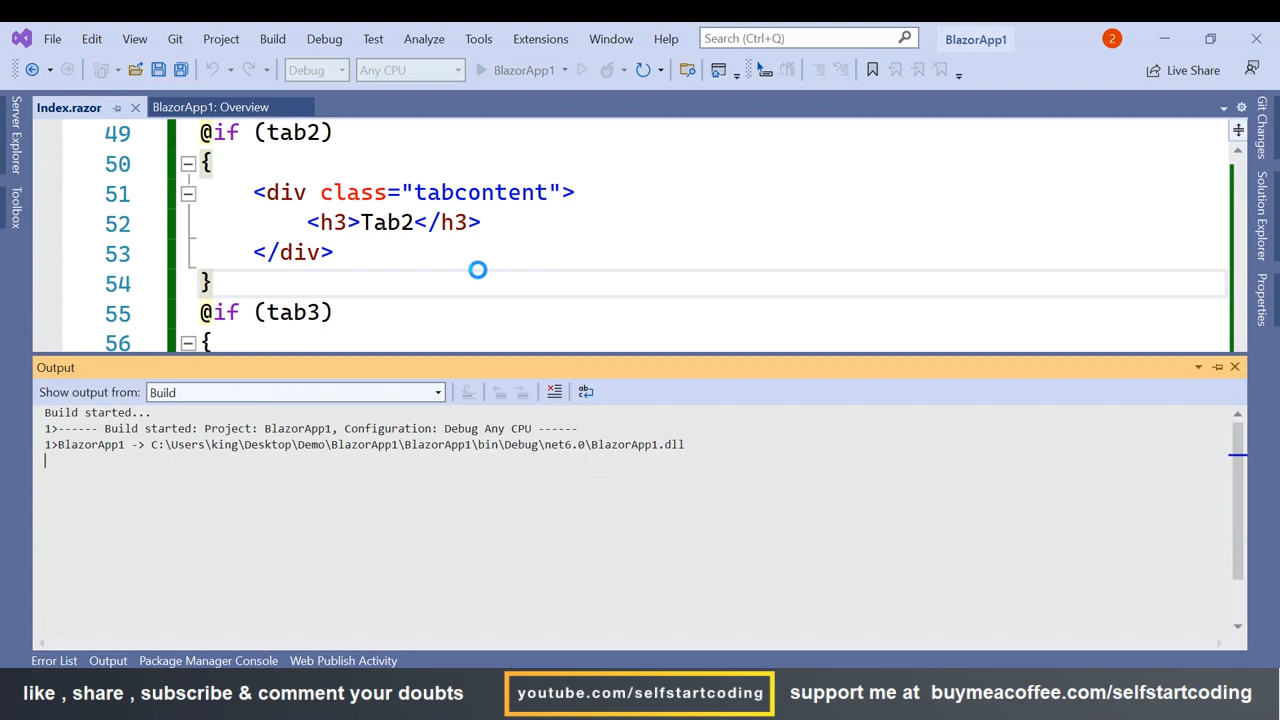 File Edit View Git Project Build Debug Test Analyze Tools Extensions Window Help Search (Ctrl+Q) BlazorApp1 2
Debug Any CPU BlazorApp1 Live Share
Index.razor BlazorApp1: Overview
Server Explorer
Toolbox
49 @if (tab2)
50 {
51 <div class="tabcontent">
52 <h3>Tab2</h3>
53 </div>
54 }
55 @if (tab3)
56 {
Git Changes
Solution Explorer
Properties
Output
Show output from: Build
Build started...
1>------ Build started: Project: BlazorApp1, Configuration: Debug Any CPU ------
1>BlazorApp1 -> C:\Users\king\Desktop\Demo\BlazorApp1\BlazorApp1\bin\Debug\net6.0\BlazorApp1.dll
Error List Output Package Manager Console Web Publish Activity
like , share , subscribe & comment your doubts youtube.com/selfstartcoding support me at buymeacoffee.com/selfstartcoding